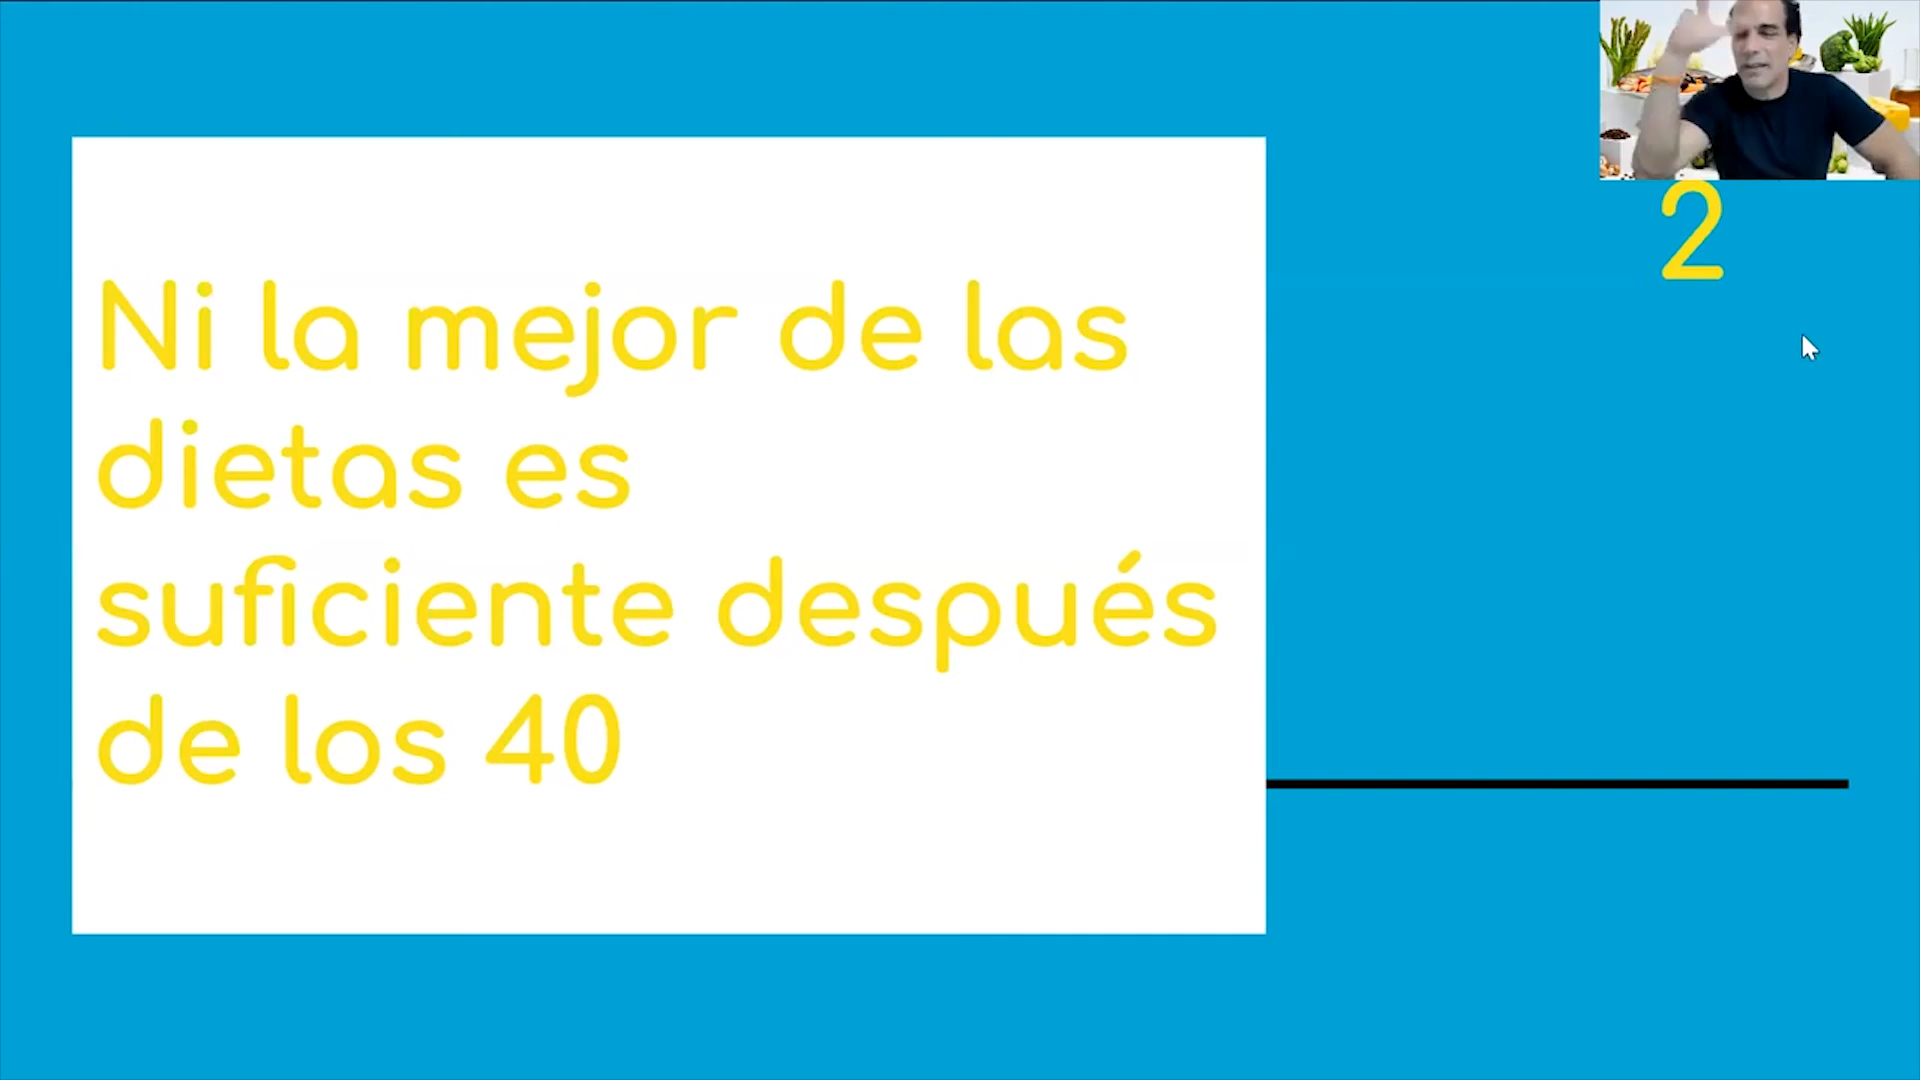 Ni la mejor de las
dietas es
suficiente después
de los 40
2